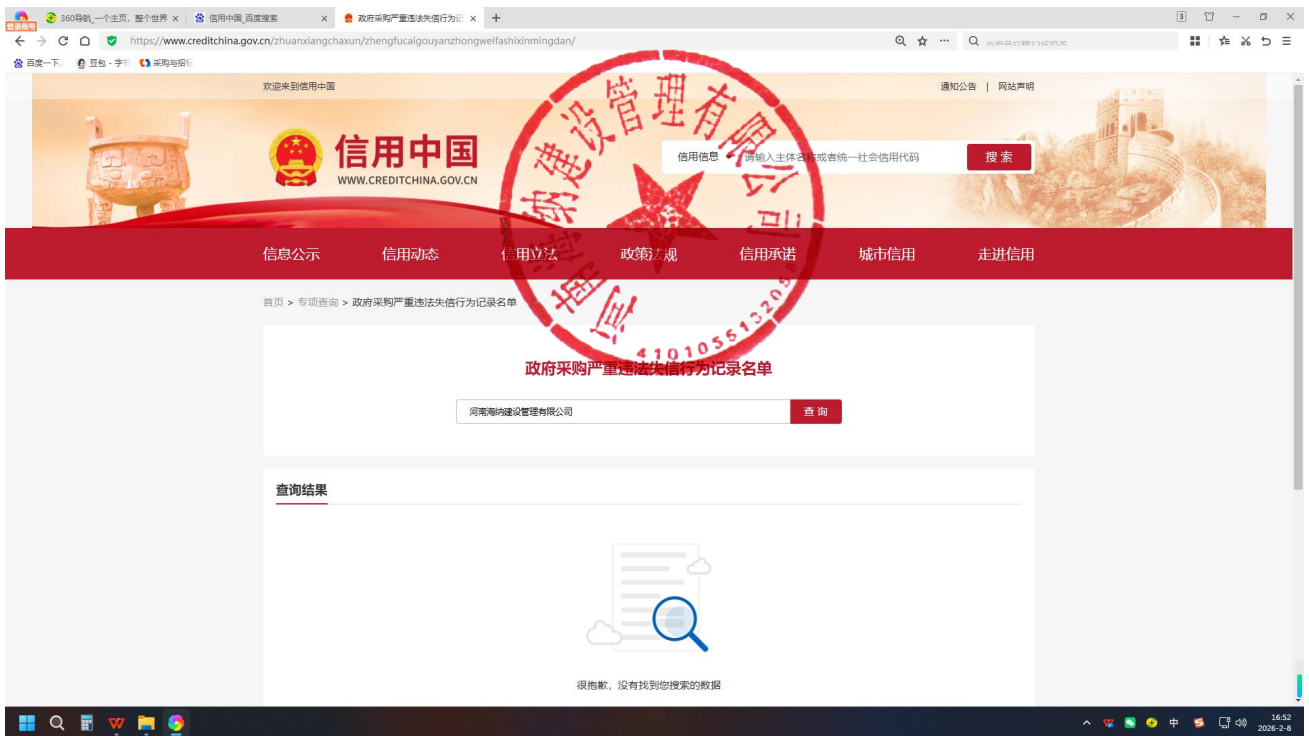 登录账号
360导航_一个主页，整个世界
信用中国_百度搜索
政府采购严重违法失信行为记
3
https://www.creditchina.gov.cn/zhuanxiangchaxun/zhengfucaigouyanzhongweifashixinmingdan/
百度一下,
豆包 - 字节
采购与招标
欢迎来到信用中国
通知公告 | 网站声明
信用中国
WWW.CREDITCHINA.GOV.CN
信用信息
请输入主体名称或者统一社会信用代码
搜索
信息公示
信用动态
信用立法
政策法规
信用承诺
城市信用
走进信用
首页 > 专项查询 > 政府采购严重违法失信行为记录名单
河南海纳建设管理有限公司
4101055132058
政府采购严重违法失信行为记录名单
河南海纳建设管理有限公司
查询
查询结果
很抱歉，没有找到您搜索的数据
中
16:52
2026-2-8